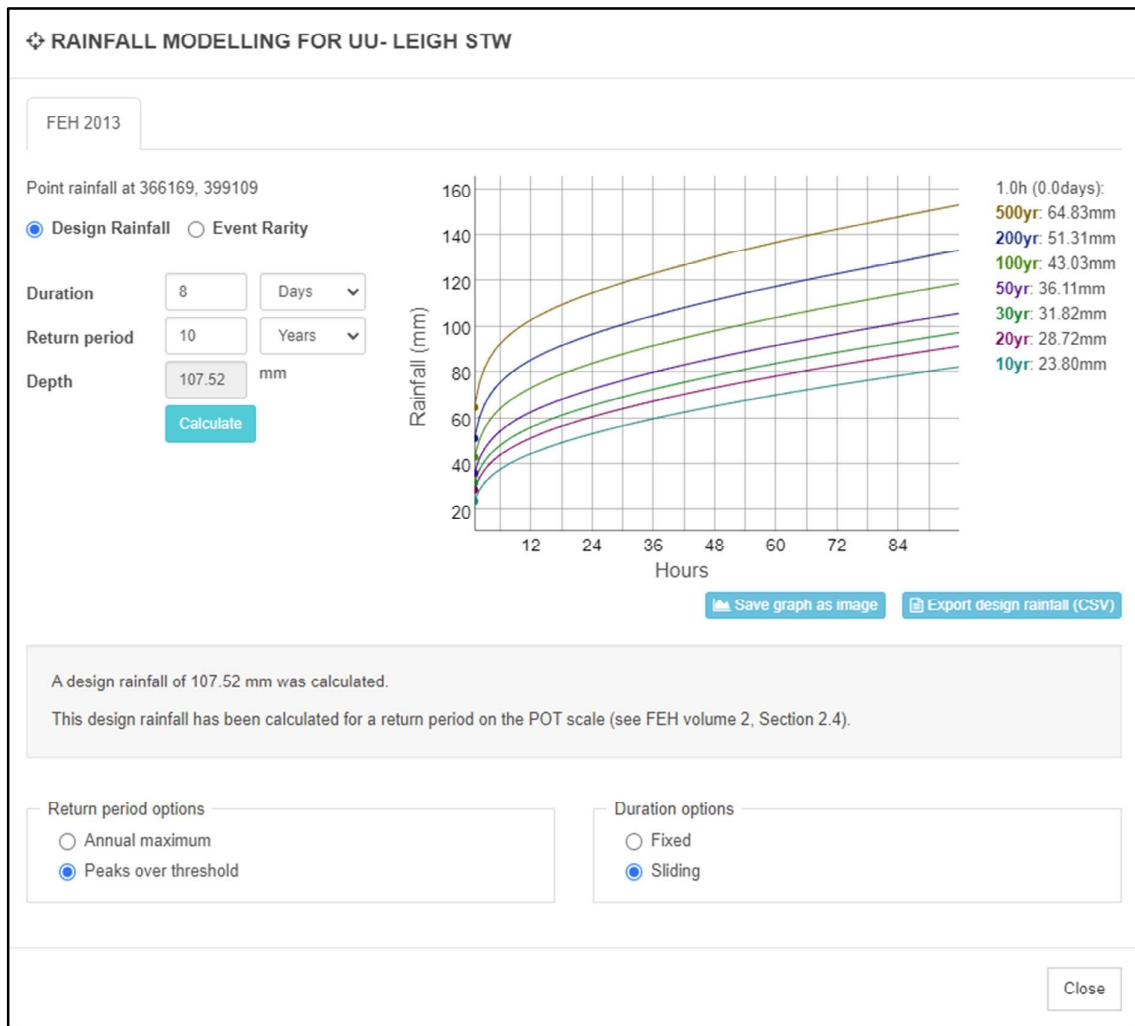 RAINFALL MODELLING FOR UU- LEIGH STW
FEH 2013
Point rainfall at 366169, 399109
Design Rainfall Event Rarity
Duration 8 Days
Return period 10 Years
Depth 107.52 mm
Calculate
160
140
120
100
80
60
40
20
Rainfall (mm)
12 24 36 48 60 72 84
Hours
1.0h (0.0days):
500yr: 64.83mm
200yr: 51.31mm
100yr: 43.03mm
50yr: 36.11mm
30yr: 31.82mm
20yr: 28.72mm
10yr: 23.80mm
Save graph as image Export design rainfall (CSV)
A design rainfall of 107.52 mm was calculated.
This design rainfall has been calculated for a return period on the POT scale (see FEH volume 2, Section 2.4).
Return period options
Annual maximum
Peaks over threshold
Duration options
Fixed
Sliding
Close